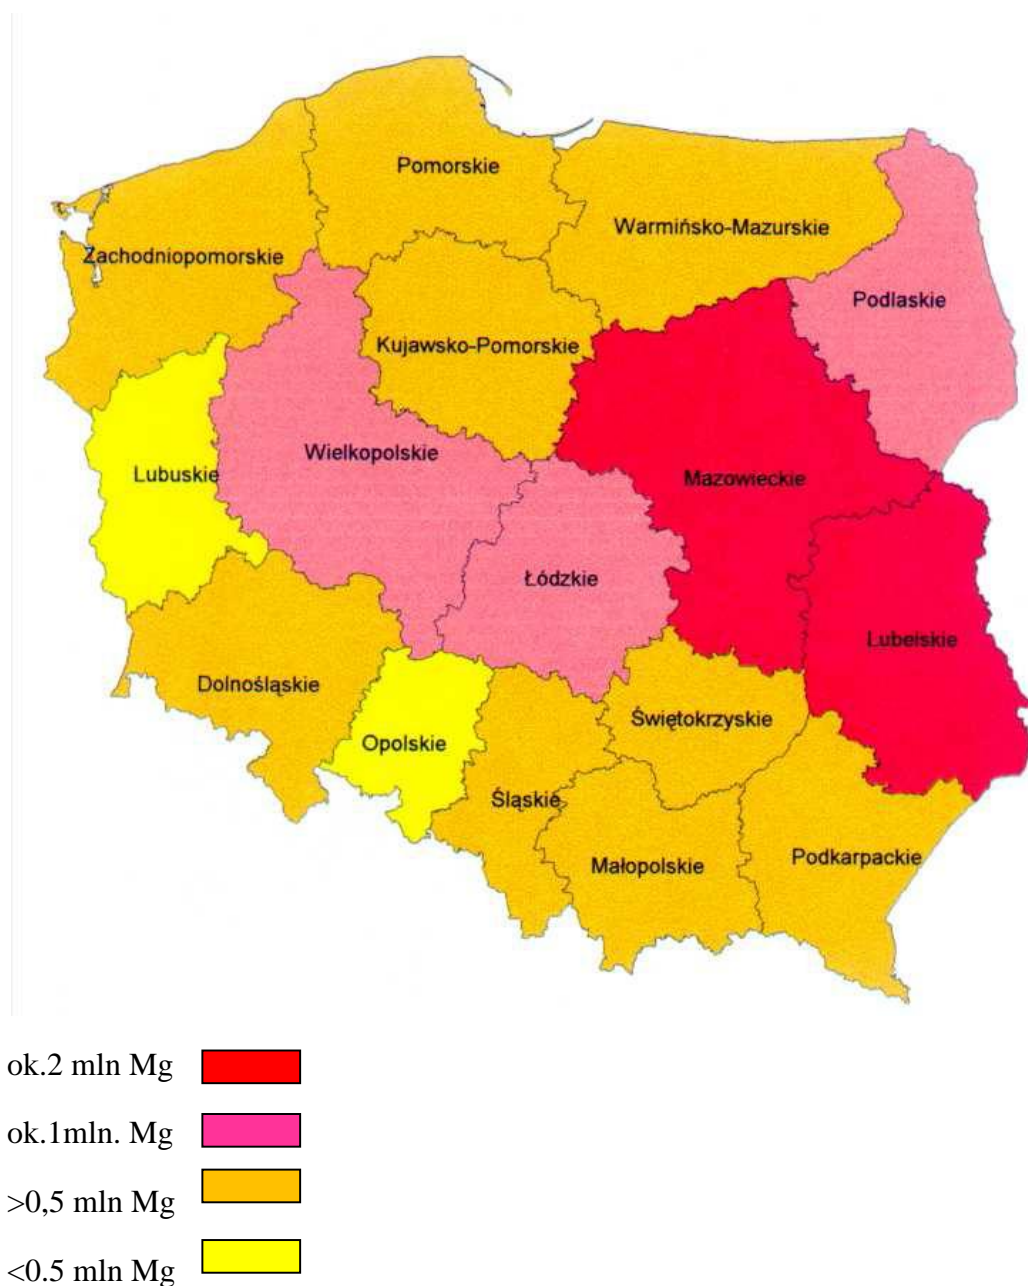 Pomorskie
Warmińsko-Mazurskie
Zachodniopomorskie
Podlaskie
Kujawsko-Pomorskie
Wielkopolskie
Lubuskie
Mazowieckie
Łódzkie
Lubelskie
Dolnośląskie
Świętokrzyskie
Opolskie
Śląskie
Małopolskie
Podkarpackie
ok.2 mln Mg
ok.1mln. Mg
>0,5 mln Mg
<0.5 mln Mg